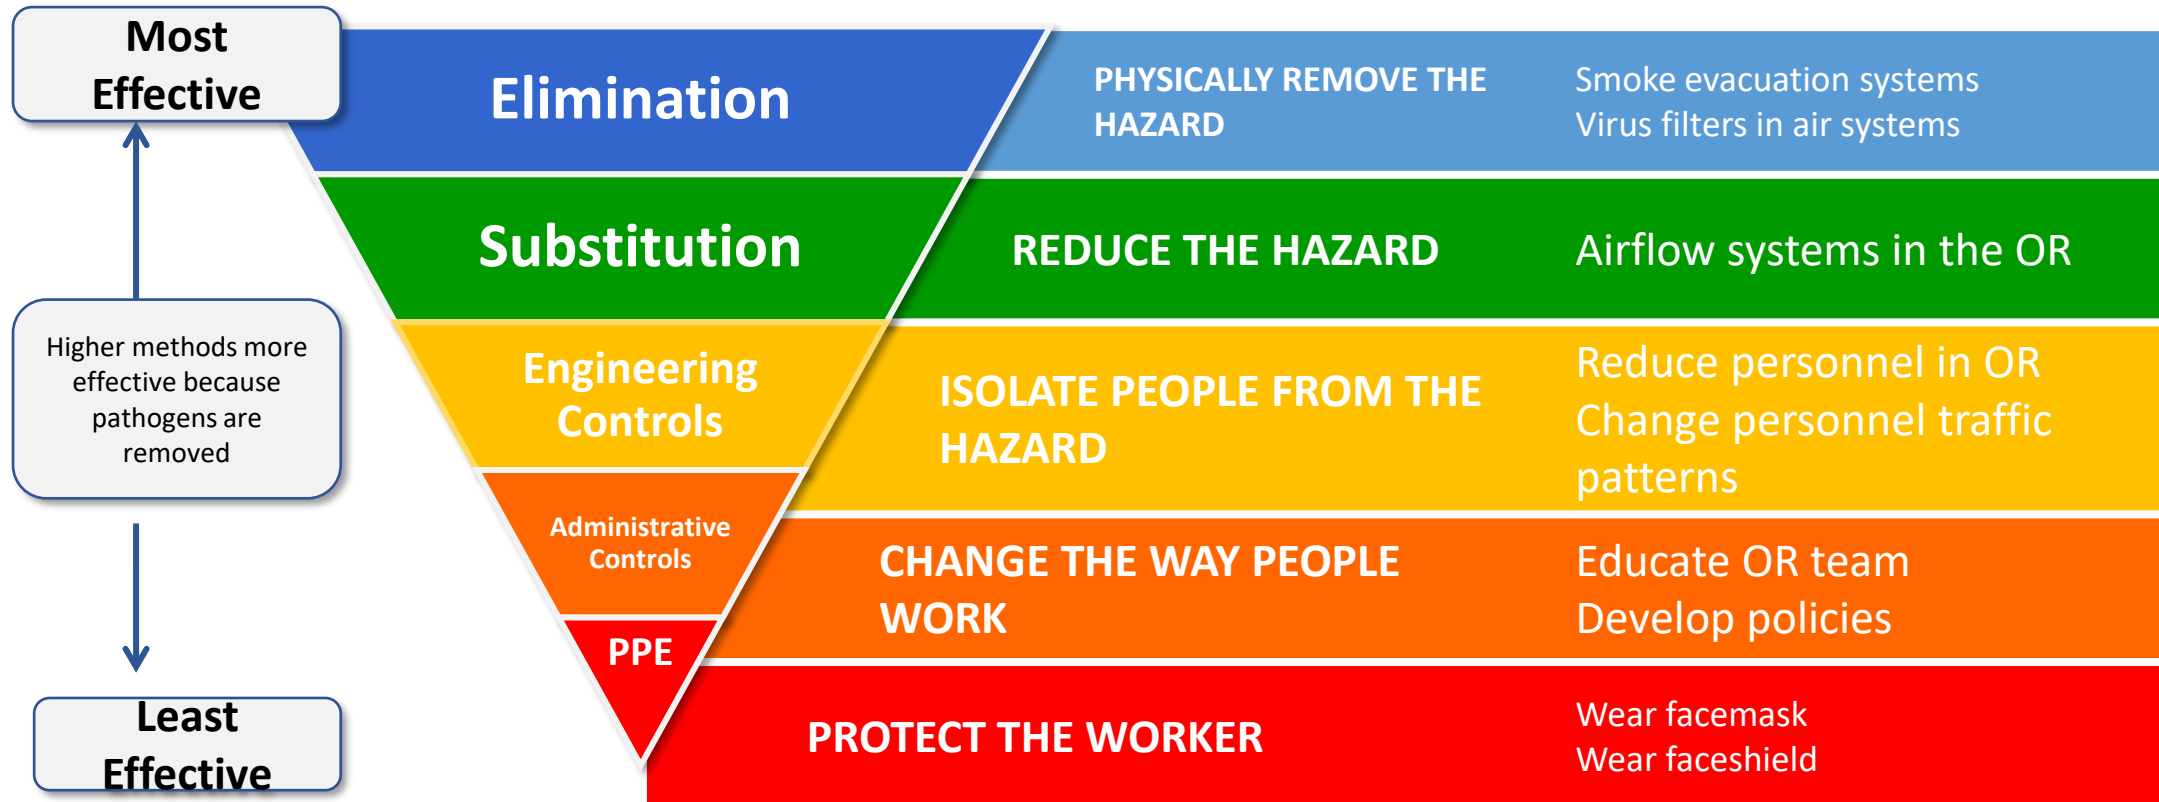 Most
Effective
Higher methods more
effective because
pathogens are
removed
Least
Effective
Elimination
PHYSICALLY REMOVE THE
HAZARD
Smoke evacuation systems
Virus filters in air systems
Substitution
REDUCE THE HAZARD
Airflow systems in the OR
Engineering
Controls
ISOLATE PEOPLE FROM THE
HAZARD
Reduce personnel in OR
Change personnel traffic
patterns
Administrative
Controls
CHANGE THE WAY PEOPLE
WORK
Educate OR team
Develop policies
PPE
PROTECT THE WORKER
Wear facemask
Wear faceshield